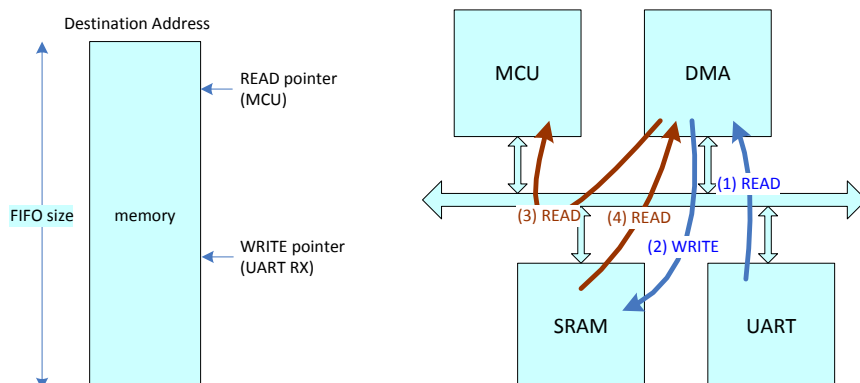 Destination Address
READ pointer
(MCU)
FIFO size
memory
WRITE pointer
(UART RX)
MCU
DMA
(1) READ
(3) READ
(4) READ
(2) WRITE
SRAM
UART